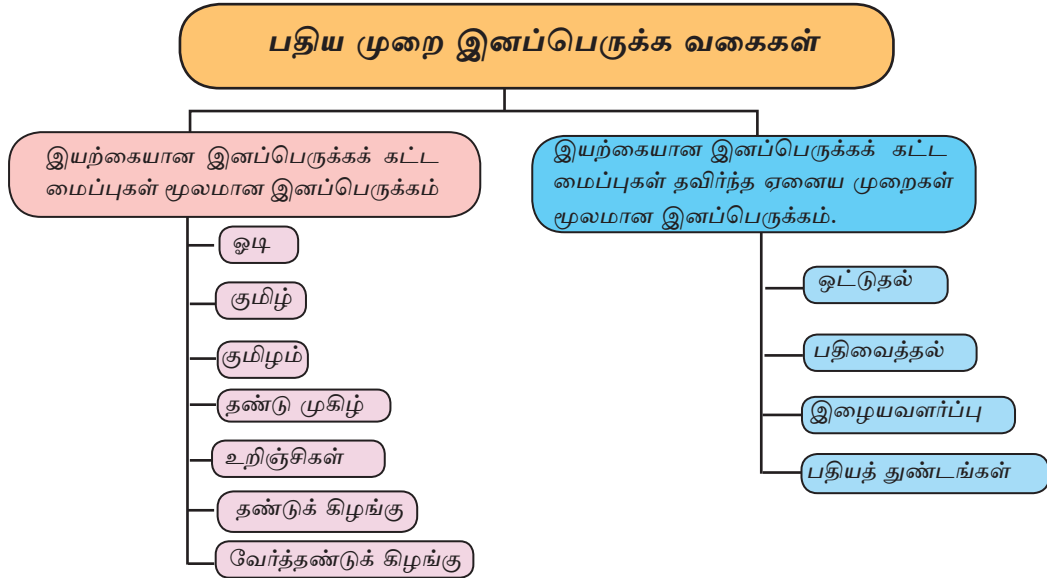 பதிய முறை இனப்பெருக்க வகைகள்
இயற்கையான இனப்பெருக்கக் கட்ட
மைப்புகள் மூலமான இனப்பெருக்கம்
ஓடி
குமிழ்
குமிழம்
தண்டு முகிழ்
உறிஞ்சிகள்
தண்டுக் கிழங்கு
வேர்த்தண்டுக் கிழங்கு
இயற்கையான இனப்பெருக்கக் கட்ட
மைப்புகள் தவிர்ந்த ஏனைய முறைகள்
மூலமான இனப்பெருக்கம்.
ஒட்டுதல்
பதிவைத்தல்
இழையவளர்ப்பு
பதியத் துண்டங்கள்